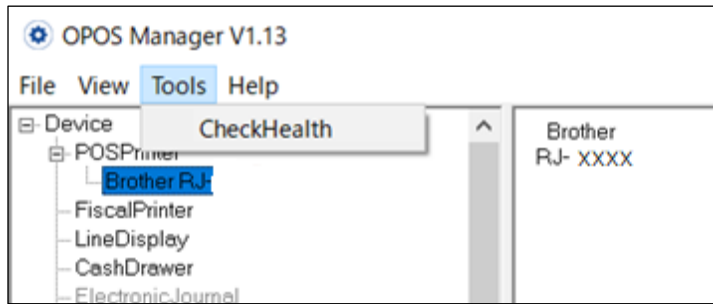 OPOS Manager V1.13
File View Tools Help
Device
CheckHealth
POSPrinter
Brother RJ-
FiscalPrinter
LineDisplay
CashDrawer
ElectronicJournal
Brother
RJ- XXXX